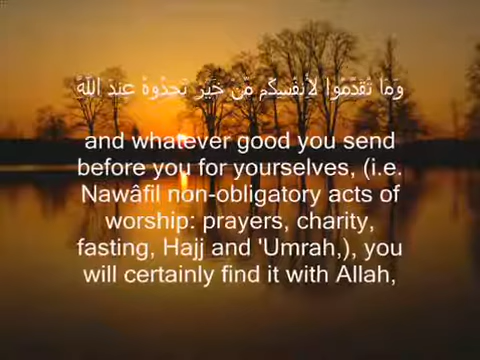 وَمَا تُقَدِّمُوا لِأَنفُسِكُم مِّنْ خَيْرٍ تَجِدُوهُ عِندَ اللَّهِ
and whatever good you send
before you for yourselves, (i.e.
Nawâfil non-obligatory acts of
worship: prayers, charity,
fasting, Hajj and 'Umrah,), you
will certainly find it with Allah,